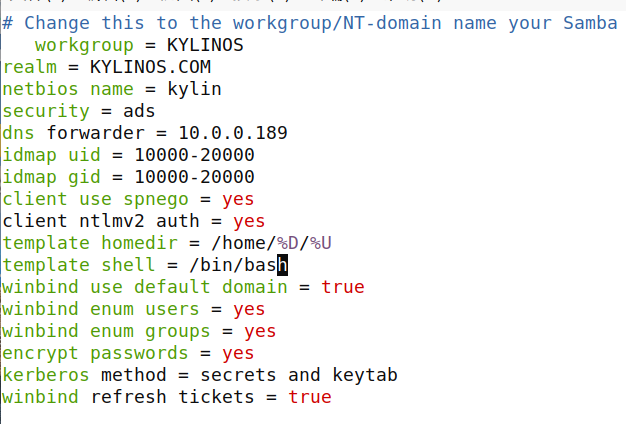 # Change this to the workgroup/NT-domain name your Samba
workgroup = KYLINOS
realm = KYLINOS.COM
netbios name = kylin
security = ads
dns forwarder = 10.0.0.189
idmap uid = 10000-20000
idmap gid = 10000-20000
client use spnego = yes
client ntlmv2 auth = yes
template homedir = /home/%D/%U
template shell = /bin/bash
winbind use default domain = true
winbind enum users = yes
winbind enum groups = yes
encrypt passwords = yes
kerberos method = secrets and keytab
winbind refresh tickets = true